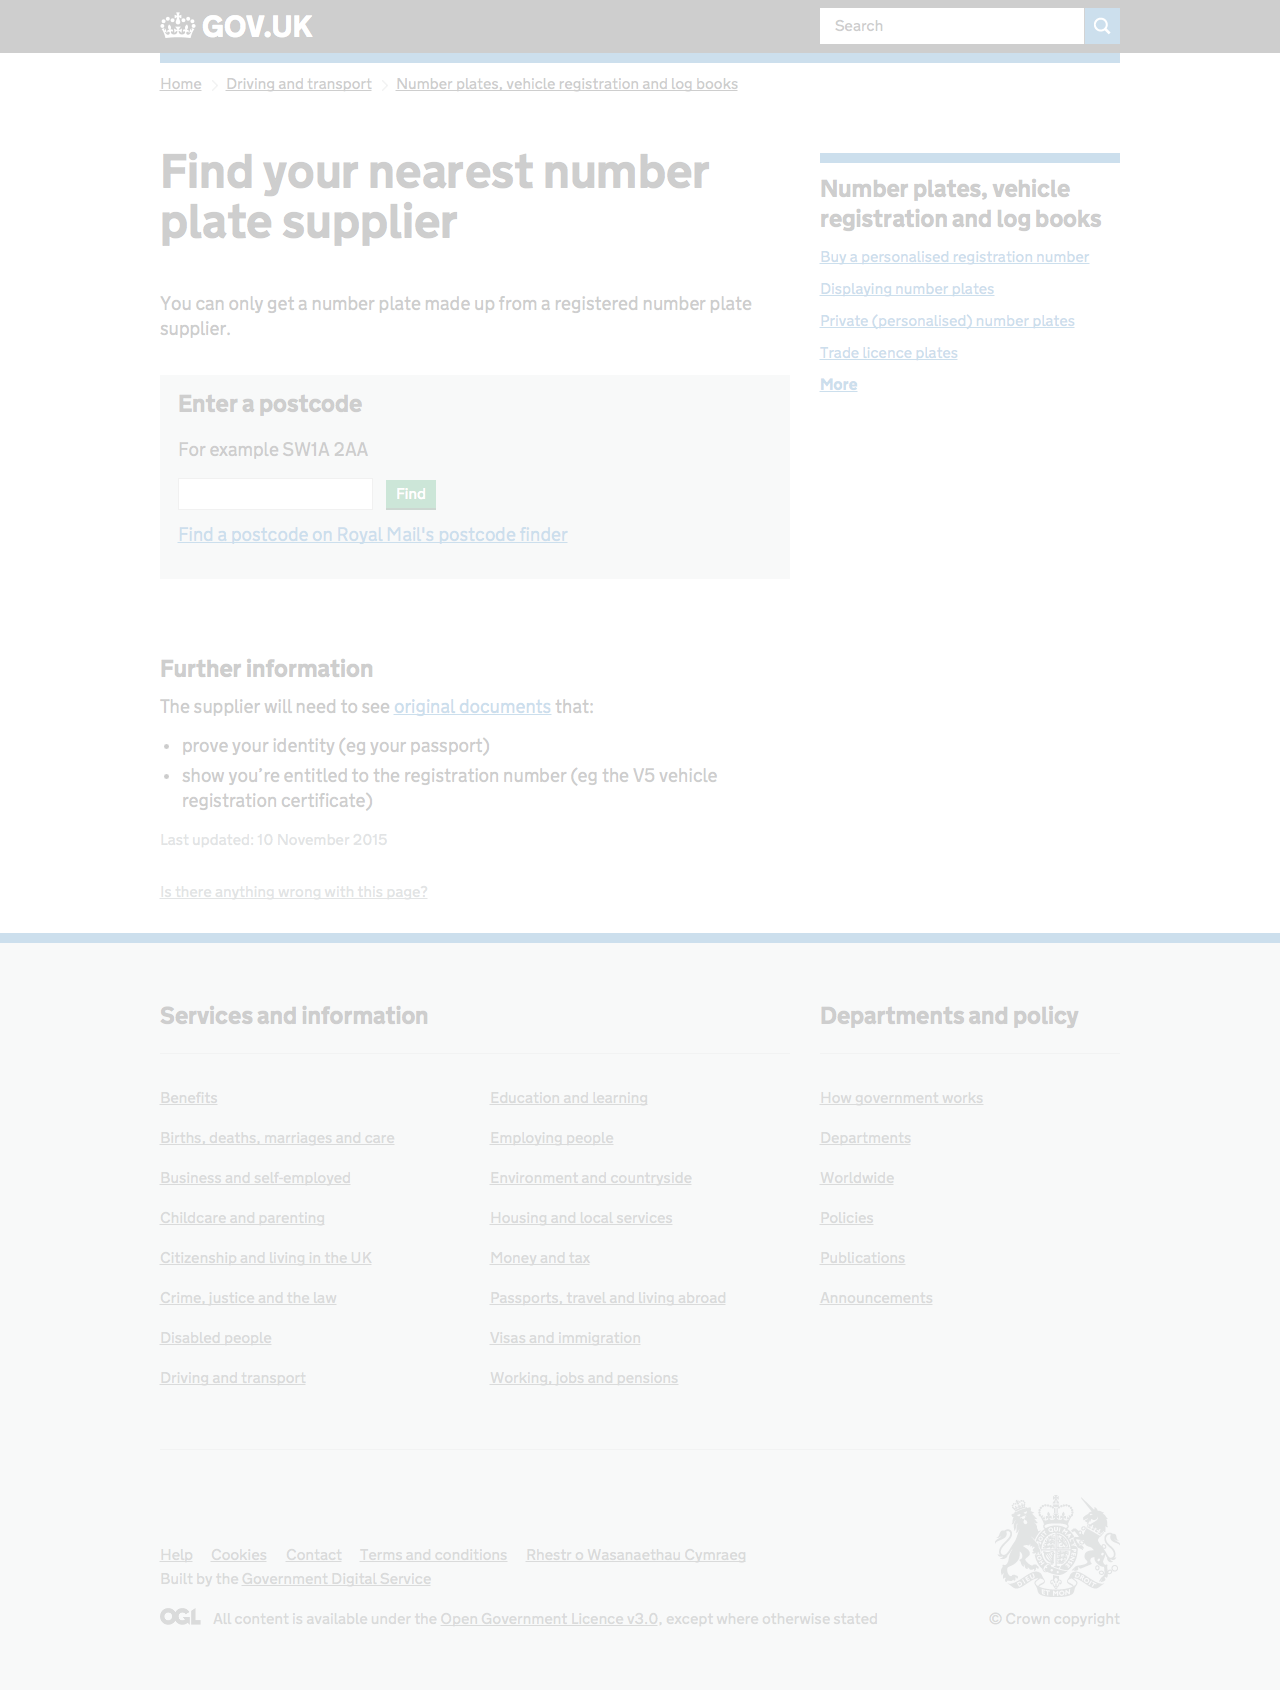 GOV.UK
Search
Home
Driving and transport
Number plates, vehicle registration and log books
Find your nearest number
plate supplier
You can only get a number plate made up from a registered number plate
supplier.
Enter a postcode
For example SW1A 2AA
Find
Find a postcode on Royal Mail's postcode finder
Further information
The supplier will need to see original documents that:
• prove your identity (eg your passport)
• show you’re entitled to the registration number (eg the V5 vehicle
registration certificate)
Last updated: 10 November 2015
Is there anything wrong with this page?
Number plates, vehicle
registration and log books
Buy a personalised registration number
Displaying number plates
Private (personalised) number plates
Trade licence plates
More
Services and information
Benefits
Births, deaths, marriages and care
Business and self-employed
Childcare and parenting
Citizenship and living in the UK
Crime, justice and the law
Disabled people
Driving and transport
Education and learning
Employing people
Environment and countryside
Housing and local services
Money and tax
Passports, travel and living abroad
Visas and immigration
Working, jobs and pensions
Departments and policy
How government works
Departments
Worldwide
Policies
Publications
Announcements
Help Cookies Contact Terms and conditions Rhestr o Wasanaethau Cymraeg
Built by the Government Digital Service
OGL All content is available under the Open Government Licence v3.0, except where otherwise stated
© Crown copyright